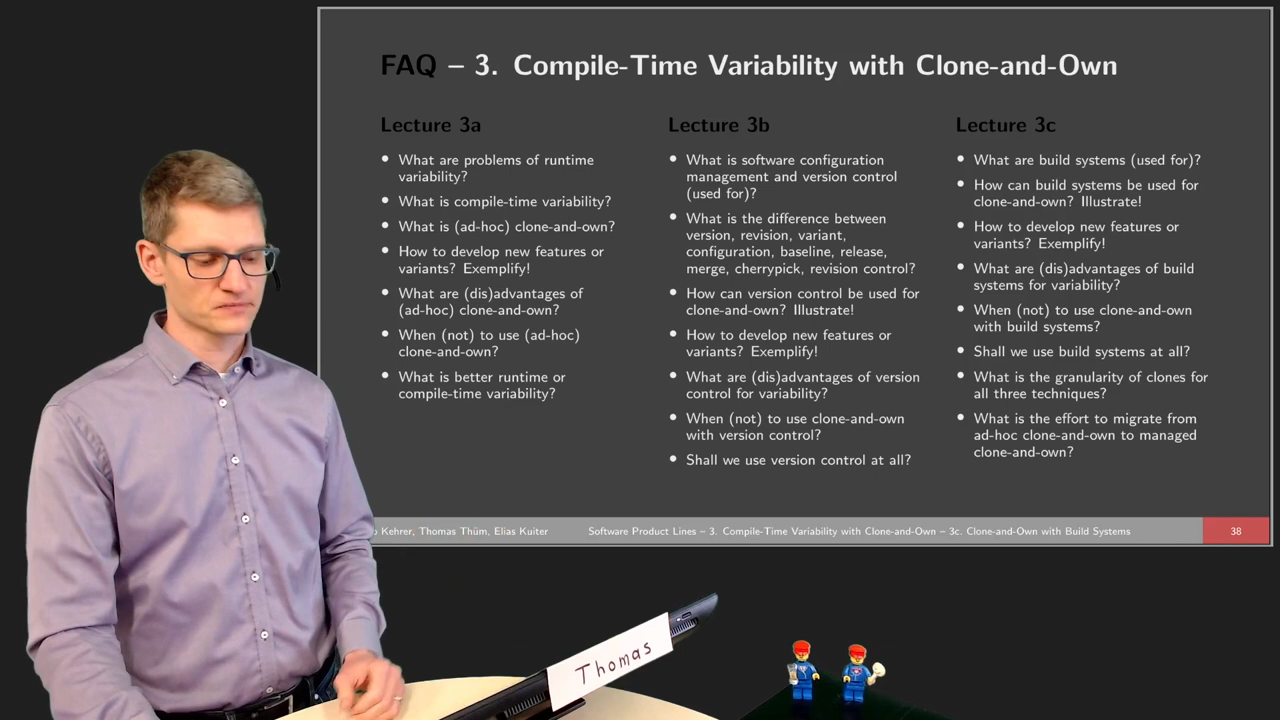 FAQ – 3. Compile-Time Variability with Clone-and-Own
Lecture 3a
• What are problems of runtime
variability?
• What is compile-time variability?
• What is (ad-hoc) clone-and-own?
• How to develop new features or
variants? Exemplify!
• What are (dis)advantages of
(ad-hoc) clone-and-own?
• When (not) to use (ad-hoc)
clone-and-own?
• What is better runtime or
compile-time variability?
Lecture 3b
• What is software configuration
management and version control
(used for)?
• What is the difference between
version, revision, variant,
configuration, baseline, release,
merge, cherrypick, revision control?
• How can version control be used for
clone-and-own? Illustrate!
• How to develop new features or
variants? Exemplify!
• What are (dis)advantages of version
control for variability?
• When (not) to use clone-and-own
with version control?
• Shall we use version control at all?
Lecture 3c
• What are build systems (used for)?
• How can build systems be used for
clone-and-own? Illustrate!
• How to develop new features or
variants? Exemplify!
• What are (dis)advantages of build
systems for variability?
• When (not) to use clone-and-own
with build systems?
• Shall we use build systems at all?
• What is the granularity of clones for
all three techniques?
• What is the effort to migrate from
ad-hoc clone-and-own to managed
clone-and-own?
Kehrer, Thomas Thüm, Elias Kuiter
Software Product Lines – 3. Compile-Time Variability with Clone-and-Own – 3c. Clone-and-Own with Build Systems
38
Thomas